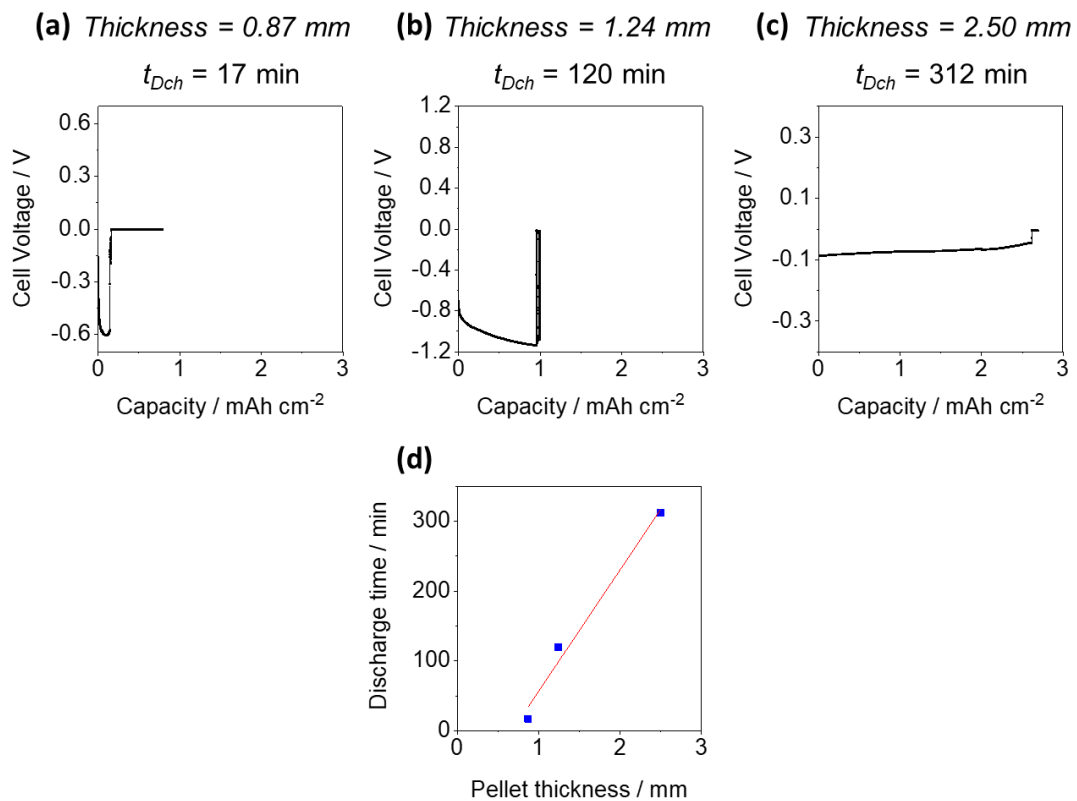 (a) Thickness = 0.87 mm
t_Dch = 17 min
0.6
0.3
0.0
-0.3
-0.6
0
1
2
3
Cell Voltage / V
Capacity / mAh cm⁻²
(b) Thickness = 1.24 mm
t_Dch = 120 min
1.2
0.8
0.4
0.0
-0.4
-0.8
-1.2
0
1
2
3
Cell Voltage / V
Capacity / mAh cm⁻²
(c) Thickness = 2.50 mm
t_Dch = 312 min
0.3
0.1
-0.1
-0.3
0
1
2
3
Cell Voltage / V
Capacity / mAh cm⁻²
(d)
300
200
100
0
0
1
2
3
Discharge time / min
Pellet thickness / mm